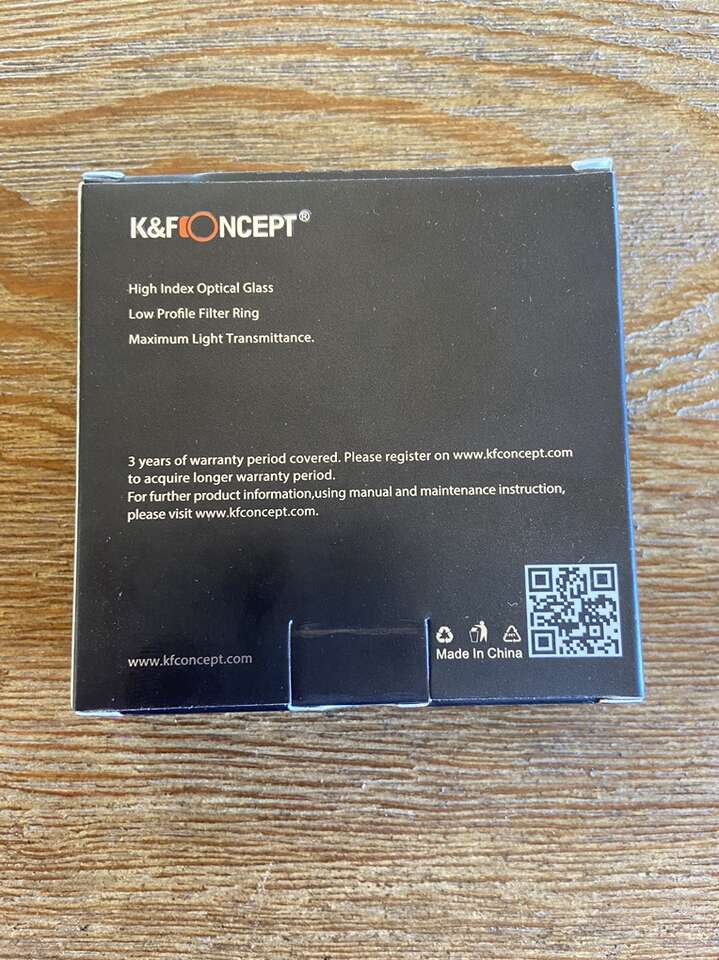 K&FCONCEPT®
High Index Optical Glass
Low Profile Filter Ring
Maximum Light Transmittance.
3 years of warranty period covered. Please register on www.kfconcept.com
to acquire longer warranty period.
For further product information,using manual and maintenance instruction,
please visit www.kfconcept.com.
www.kfconcept.com
Made In China